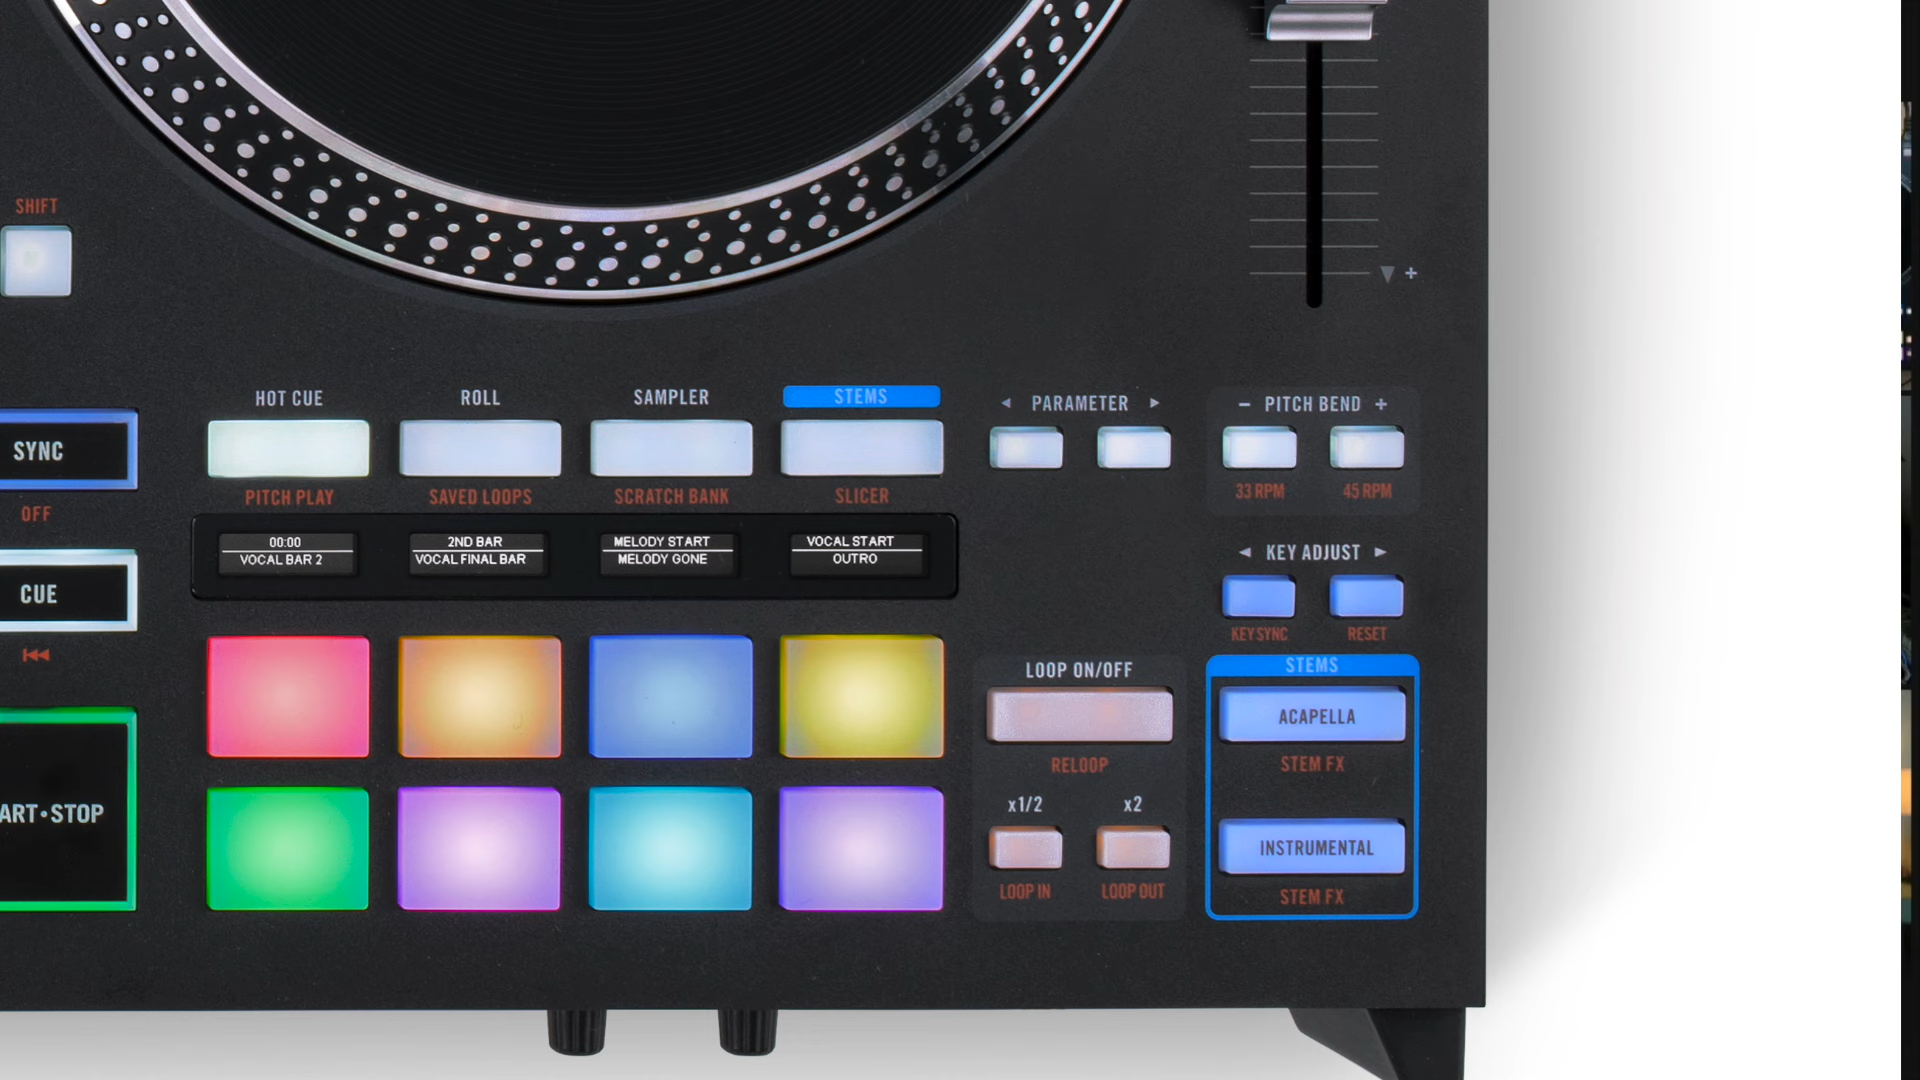 SHIFT
+
HOT CUE
ROLL
SAMPLER
STEMS
◄ PARAMETER ►
− PITCH BEND +
SYNC
PITCH PLAY
SAVED LOOPS
SCRATCH BANK
SLICER
33 RPM
45 RPM
OFF
00:00
VOCAL BAR 2
2ND BAR
VOCAL FINAL BAR
MELODY START
MELODY GONE
VOCAL START
OUTRO
◄ KEY ADJUST ►
CUE
KEY SYNC
RESET
LOOP ON/OFF
STEMS
ACAPELLA
RELOOP
STEM FX
x1/2
x2
ART•STOP
INSTRUMENTAL
LOOP IN
LOOP OUT
STEM FX